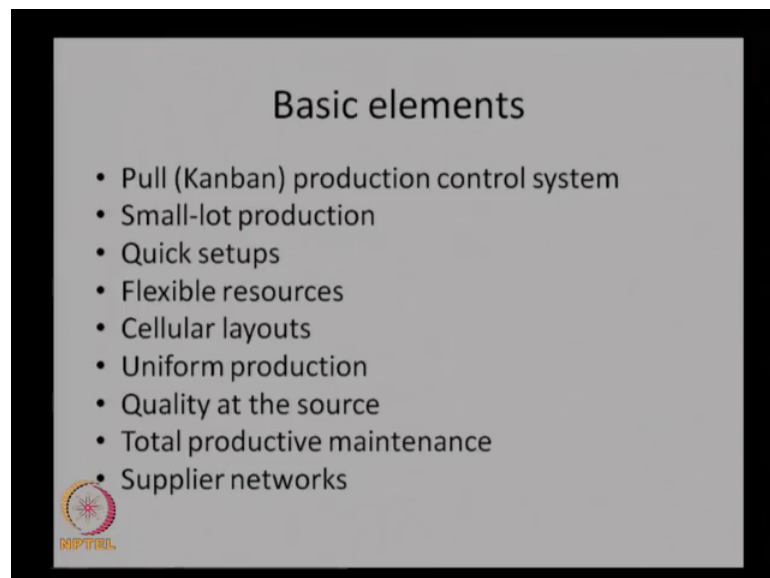 Basic elements
• Pull (Kanban) production control system
• Small-lot production
• Quick setups
• Flexible resources
• Cellular layouts
• Uniform production
• Quality at the source
• Total productive maintenance
• Supplier networks
NPTEL